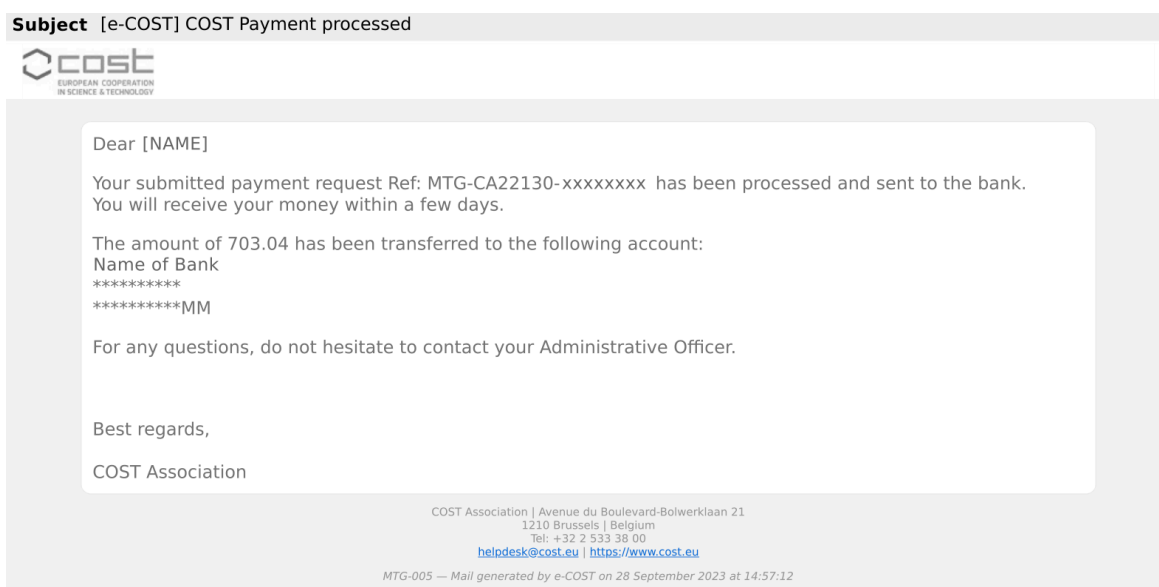 Subject [e-COST] COST Payment processed
cost
EUROPEAN COOPERATION
IN SCIENCE & TECHNOLOGY
Dear [NAME]
Your submitted payment request Ref: MTG-CA22130-xxxxxxxx has been processed and sent to the bank.
You will receive your money within a few days.
The amount of 703.04 has been transferred to the following account:
Name of Bank
**********
**********MM
For any questions, do not hesitate to contact your Administrative Officer.
Best regards,
COST Association
COST Association | Avenue du Boulevard-Bolwerklaan 21
1210 Brussels | Belgium
Tel: +32 2 533 38 00
helpdesk@cost.eu | https://www.cost.eu
MTG-005 — Mail generated by e-COST on 28 September 2023 at 14:57:12